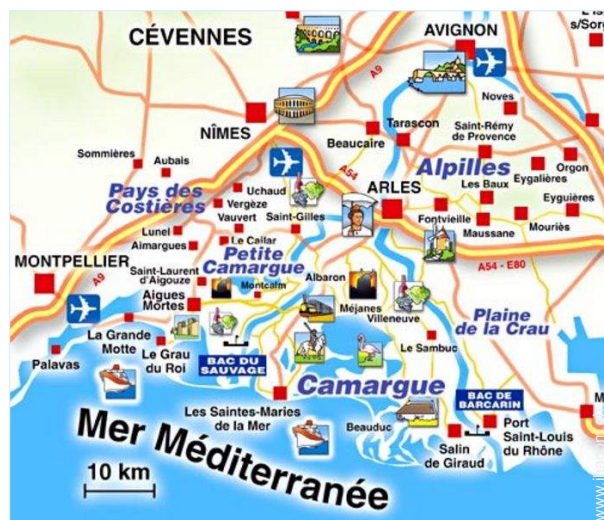 L'Is
s/Sorg
CÉVENNES
AVIGNON
A9
Noves
NÎMES
Tarascon
Beaucaire
Saint-Rémy
de Provence
Sommières
Aubais
A54
Alpilles
Orgon
Eygalières
Pays des
Costières
Uchaud
Vergèze
Vauvert
Saint-Gilles
ARLES
Les Baux
Eyguières
Fontvieille
Maussane
Mouriès
Lunel
Aimargues
Le Cailar
MONTPELLIER
A9
Petite
Camargue
Saint-Laurent
d'Aigouze
Montcalm
Albaron
A54 - E80
Aigues
Mortes
Méjanes
Villeneuve
Plaine
de la Crau
La Grande
Motte
Le Grau
du Roi
Palavas
BAC DU
SAUVAGE
Le Sambuc
Camargue
BAC DE
BARCARIN
M
Les Saintes-Maries
de la Mer
Beauduc
Port
Saint-Louis
du Rhône
Salin
de Giraud
Mer Méditerranée
10 km